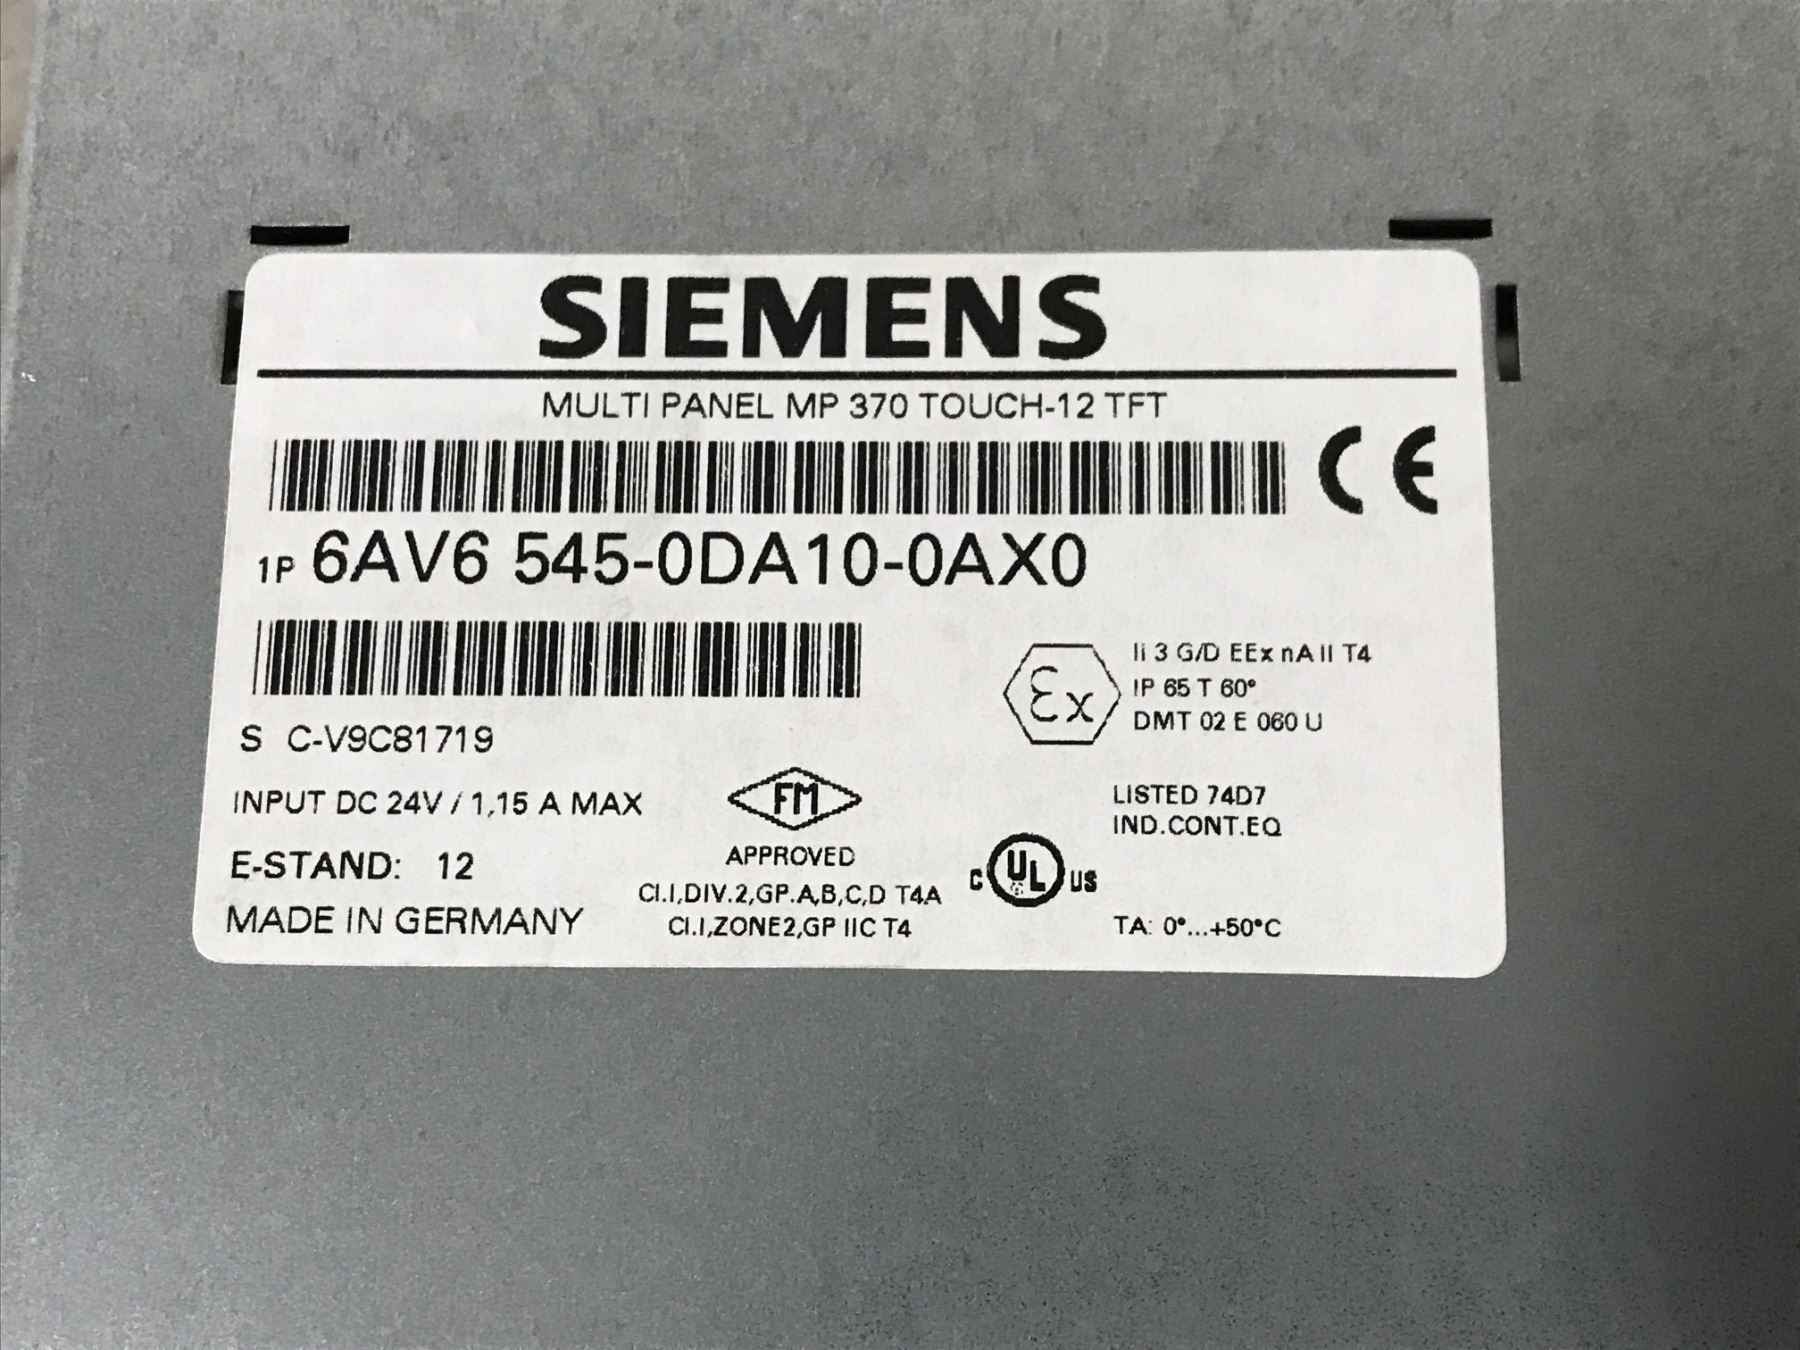 SIEMENS
MULTI PANEL MP 370 TOUCH-12 TFT
CE
1P 6AV6 545-0DA10-0AX0
Ex
Ii 3 G/D EEx nA II T4
IP 65 T 60°
DMT 02 E 060 U
S C-V9C81719
INPUT DC 24V / 1,15 A MAX
E-STAND: 12
MADE IN GERMANY
FM
APPROVED
Cl.I,DIV.2,GP.A,B,C,D T4A
Cl.I,ZONE2,GP IIC T4
LISTED 74D7
IND.CONT.EQ
C UL US
TA: 0°...+50°C